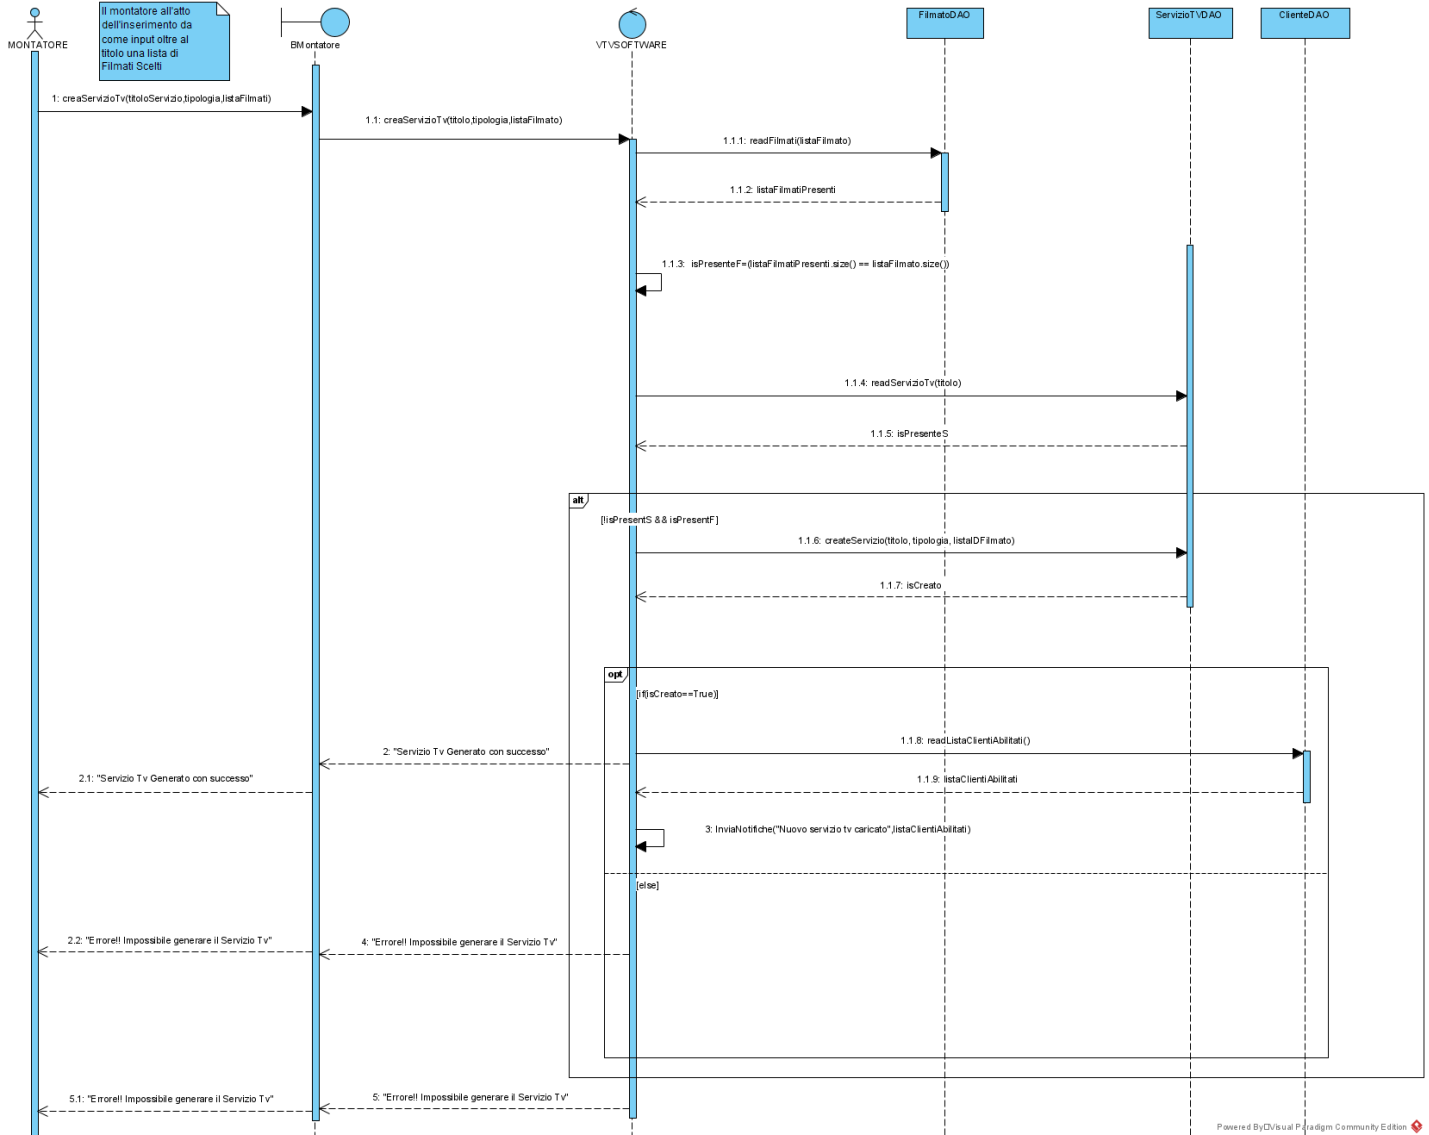 Il montatore all'atto
dell'inserimento da
come input oltre al
titolo una lista di
Filmati Scelti
MONTATORE
BMontatore
VTVSOFTWARE
FilmatoDAO
ServizioTVDAO
ClienteDAO
1: creaServizioTv(titoloServizio,tipologia,listaFilmati)
1.1: creaServizioTv(titolo,tipologia,listaFilmato)
1.1.1: readFilmati(listaFilmato)
1.1.2: listaFilmatiPresenti
1.1.3: isPresenteF=(listaFilmatiPresenti.size() == listaFilmato.size())
1.1.4: readServizioTv(titolo)
1.1.5: isPresenteS
alt
[!isPresentS && isPresentF]
1.1.6: createServizio(titolo, tipologia, listaIDFilmato)
1.1.7: isCreato
opt
[if(isCreato==True)]
1.1.8: readListaClientiAbilitati()
2: "Servizio Tv Generato con successo"
2.1: "Servizio Tv Generato con successo"
1.1.9: listaClientiAbilitati
3: InviaNotifiche("Nuovo servizio tv caricato",listaClientiAbilitati)
[else]
2.2: "Errore!! Impossibile generare il Servizio Tv"
4: "Errore!! Impossibile generare il Servizio Tv"
5.1: "Errore!! Impossibile generare il Servizio Tv"
5: "Errore!! Impossibile generare il Servizio Tv"
Powered By Visual Paradigm Community Edition